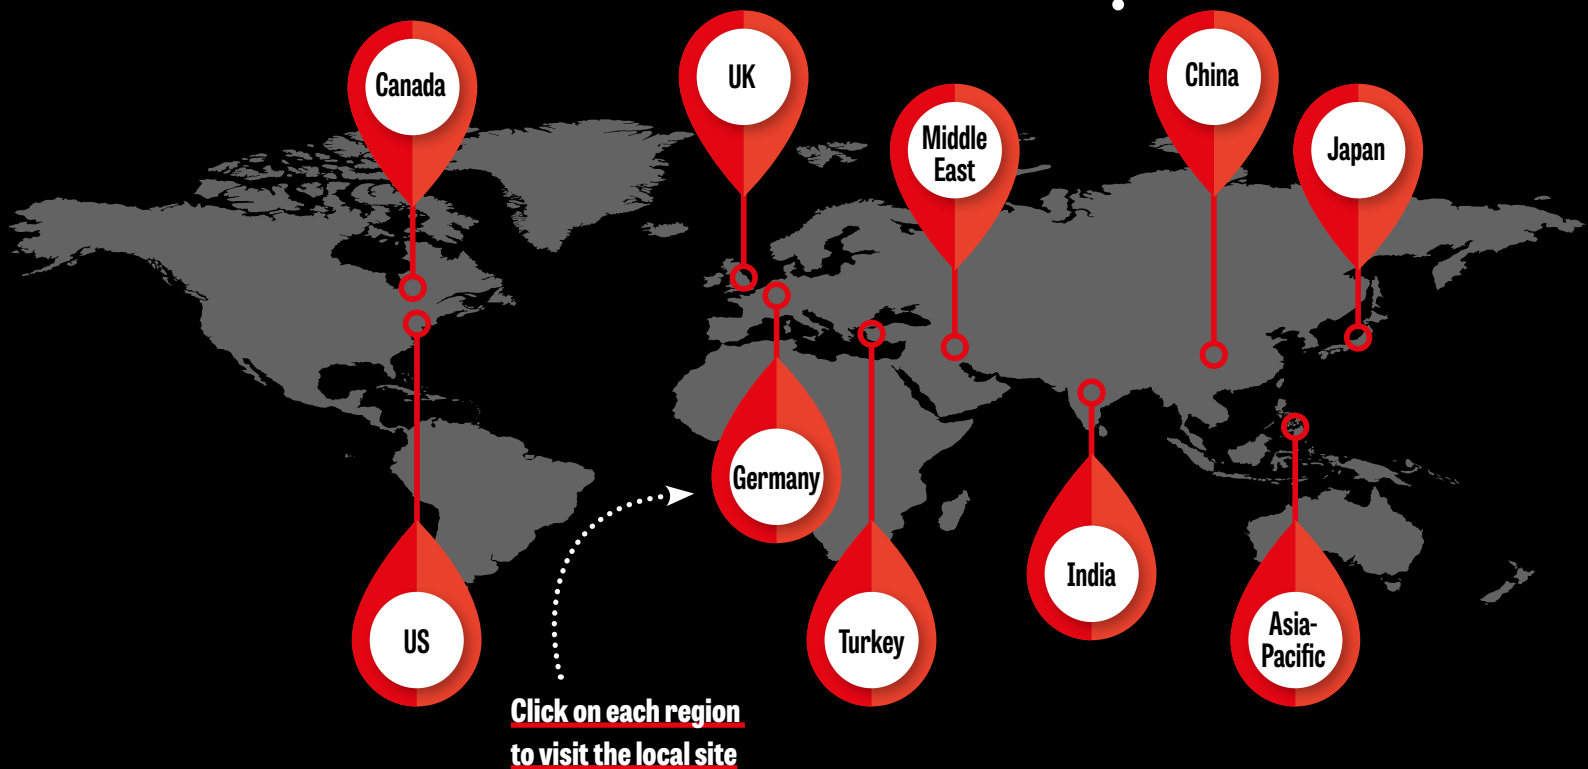 Canada
UK
China
Middle
East
Japan
Germany
India
US
Turkey
Asia-
Pacific
Click on each region
to visit the local site